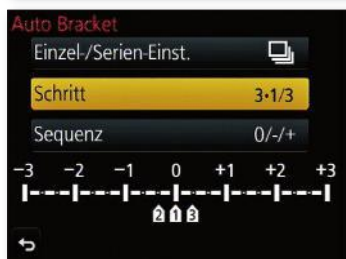 Auto Bracket
Einzel-/Serien-Einst.
Schritt 3•1/3
Sequenz 0/-/+
−3 −2 −1 0 +1 +2 +3
2 1 3